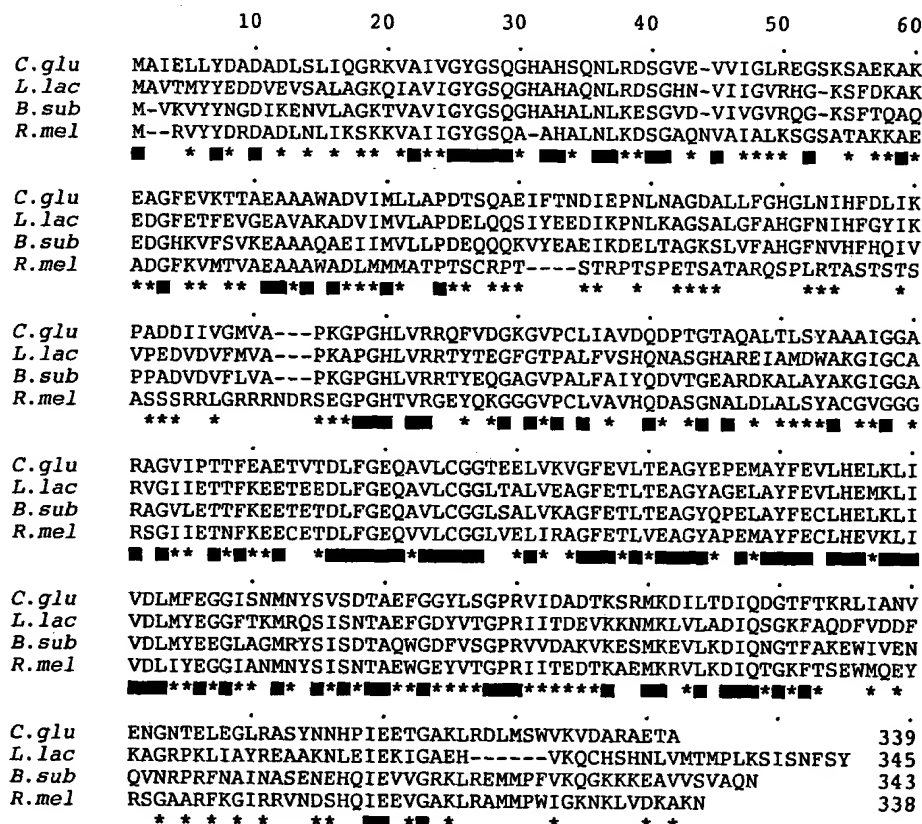 10 20 30 40 50 60
C.glu MAIELLYDADADLSLIQGRKVAIVGYGSQGHAHSQNLRDSGVE-VVIGLREGSKSAEKAK
L.lac MAVTMYYEDDVEVSALAGKQIAVIGYGSQGHAHAQNLRDSGHN-VIIGVRHG-KSFDKAK
B.sub M-VKVYYNGDIKENVLAGKTVAVIGYGSQGHAHALNLKESGVD-VIVGVRQG-KSFTQAQ
R.mel M--RVYYDRDADLNLIKSKKVAIIGYGSQA-AHALNLKDSGAQNVAIALKSGSATAKKAE
C.glu EAGFEVKTTAEAAAWADVIMLLAPDTSQAEIFTNDIEPNLNAGDALLFGHGLNIHFDLIK
L.lac EDGFETFEVGEAVAKADVIMVLAPDELQQSIYEEDIKPNLKAGSALGFAHGFNIHFGYIK
B.sub EDGHKVFSVKEAAAQAEIIMVLLPDEQQQKVYEAEIKDELTAGKSLVFAHGFNVHFHQIV
R.mel ADGFKVMTVAEAAAWADLMMMATPTSCRPT----STRPTSPETSATARQSPLRTASTSTS
C.glu PADDIIVGMVA---PKGPGHLVRRQFVDGKGVPCLIAVDQDPTGTAQALTLSYAAAIGGA
L.lac VPEDVDVFMVA---PKAPGHLVRRTYTEGFGTPALFVSHQNASGHAREIAMDWAKGIGCA
B.sub PPADVDVFLVA---PKGPGHLVRRTYEQGAGVPALFAIYQDVTGEARDKALAYAKGIGGA
R.mel ASSSRRLGRRRNDRSEGPGHTVRGEYQKGGGVPCLVAVHQDASGNALDLALSYACGVGGG
C.glu RAGVIPTTFEAETVTDLFGEQAVLCGGTEELVKVGFEVLTEAGYEPEMAYFEVLHELKLI
L.lac RVGIIETTFKEETEEDLFGEQAVLCGGLTALVEAGFETLTEAGYAGELAYFEVLHEMKLI
B.sub RAGVLETTFKEETETDLFGEQAVLCGGLSALVKAGFETLTEAGYQPELAYFECLHELKLI
R.mel RSGIIETNFKEECETDLFGEQVVLCGGLVELIRAGFETLVEAGYAPEMAYFECLHEVKLI
C.glu VDLMFEGGISNMNYSVSDTAEFGGYLSGPRVIDADTKSRMKDILTDIQDGTFTKRLIANV
L.lac VDLMYEGGFTKMRQSISNTAEFGDYVTGPRIITDEVKKNMKLVLADIQSGKFAQDFVDDF
B.sub VDLMYEGGLAGMRYSISDTAQWGDFVSGPRVVDAKVKESMKEVLKDIQNGTFAKEWIVEN
R.mel VDLIYEGGIANMNYSISNTAEWGEYVTGPRIITEDTKAEMKRVLKDIQTGKFTSEWMQEY
C.glu ENGNTELEGLRASYNNHPIEETGAKLRDLMSWVKVDARAETA 339
L.lac KAGRPKLIAYREAAKNLEIEKIGAEH------VKQCHSHNLVMTMPLKSISNFSY 345
B.sub QVNRPRFNAINASENEHQIEVVGRKLREMMPFVKQGKKEAVVSVAQN 343
R.mel RSGAARFKGIRRVNDSHQIEEVGAKLRAMMPWIGKNKLVDKAKN 338